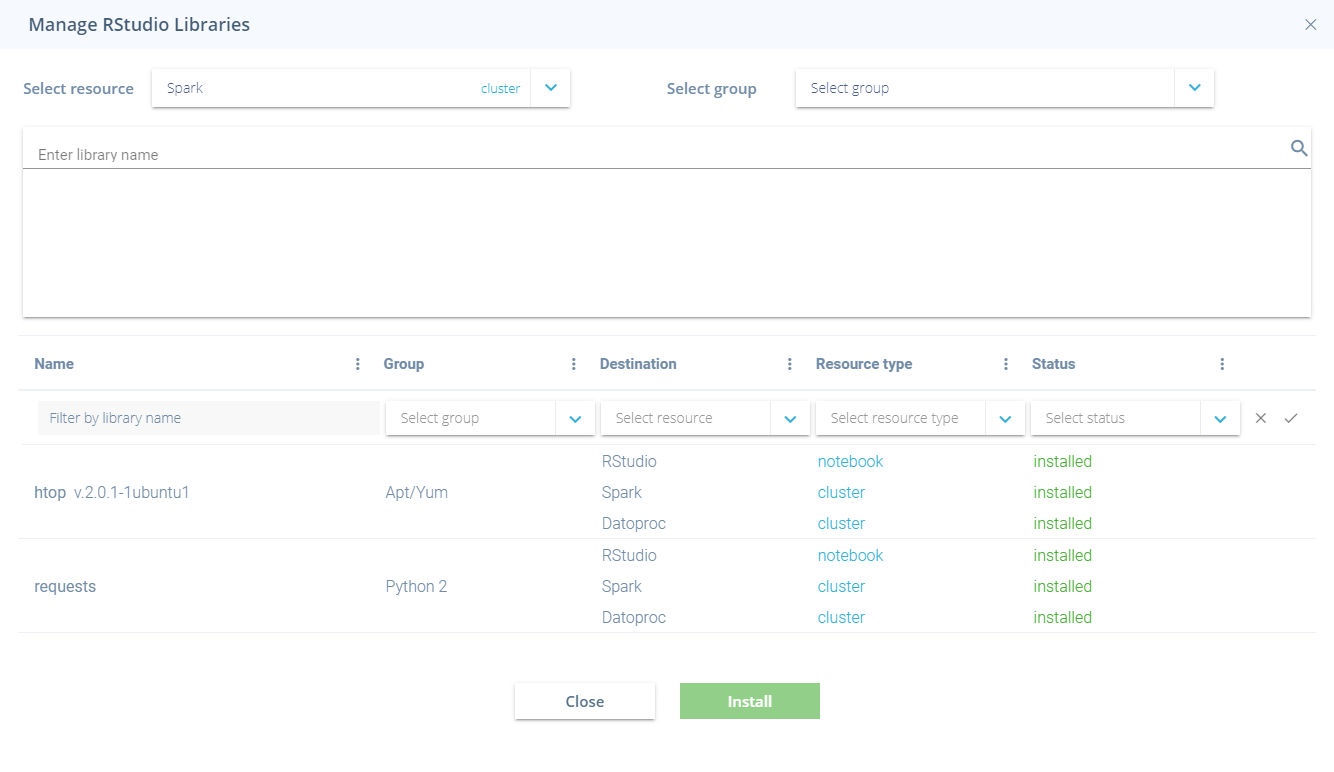 Manage RStudio Libraries
Select resource Spark cluster Select group Select group
Enter library name
Name Group Destination Resource type Status
Filter by library name Select group Select resource Select resource type Select status
RStudio notebook installed
htop v.2.0.1-1ubuntu1 Apt/Yum Spark cluster installed
Datoproc cluster installed
RStudio notebook installed
requests Python 2 Spark cluster installed
Datoproc cluster installed
Close Install